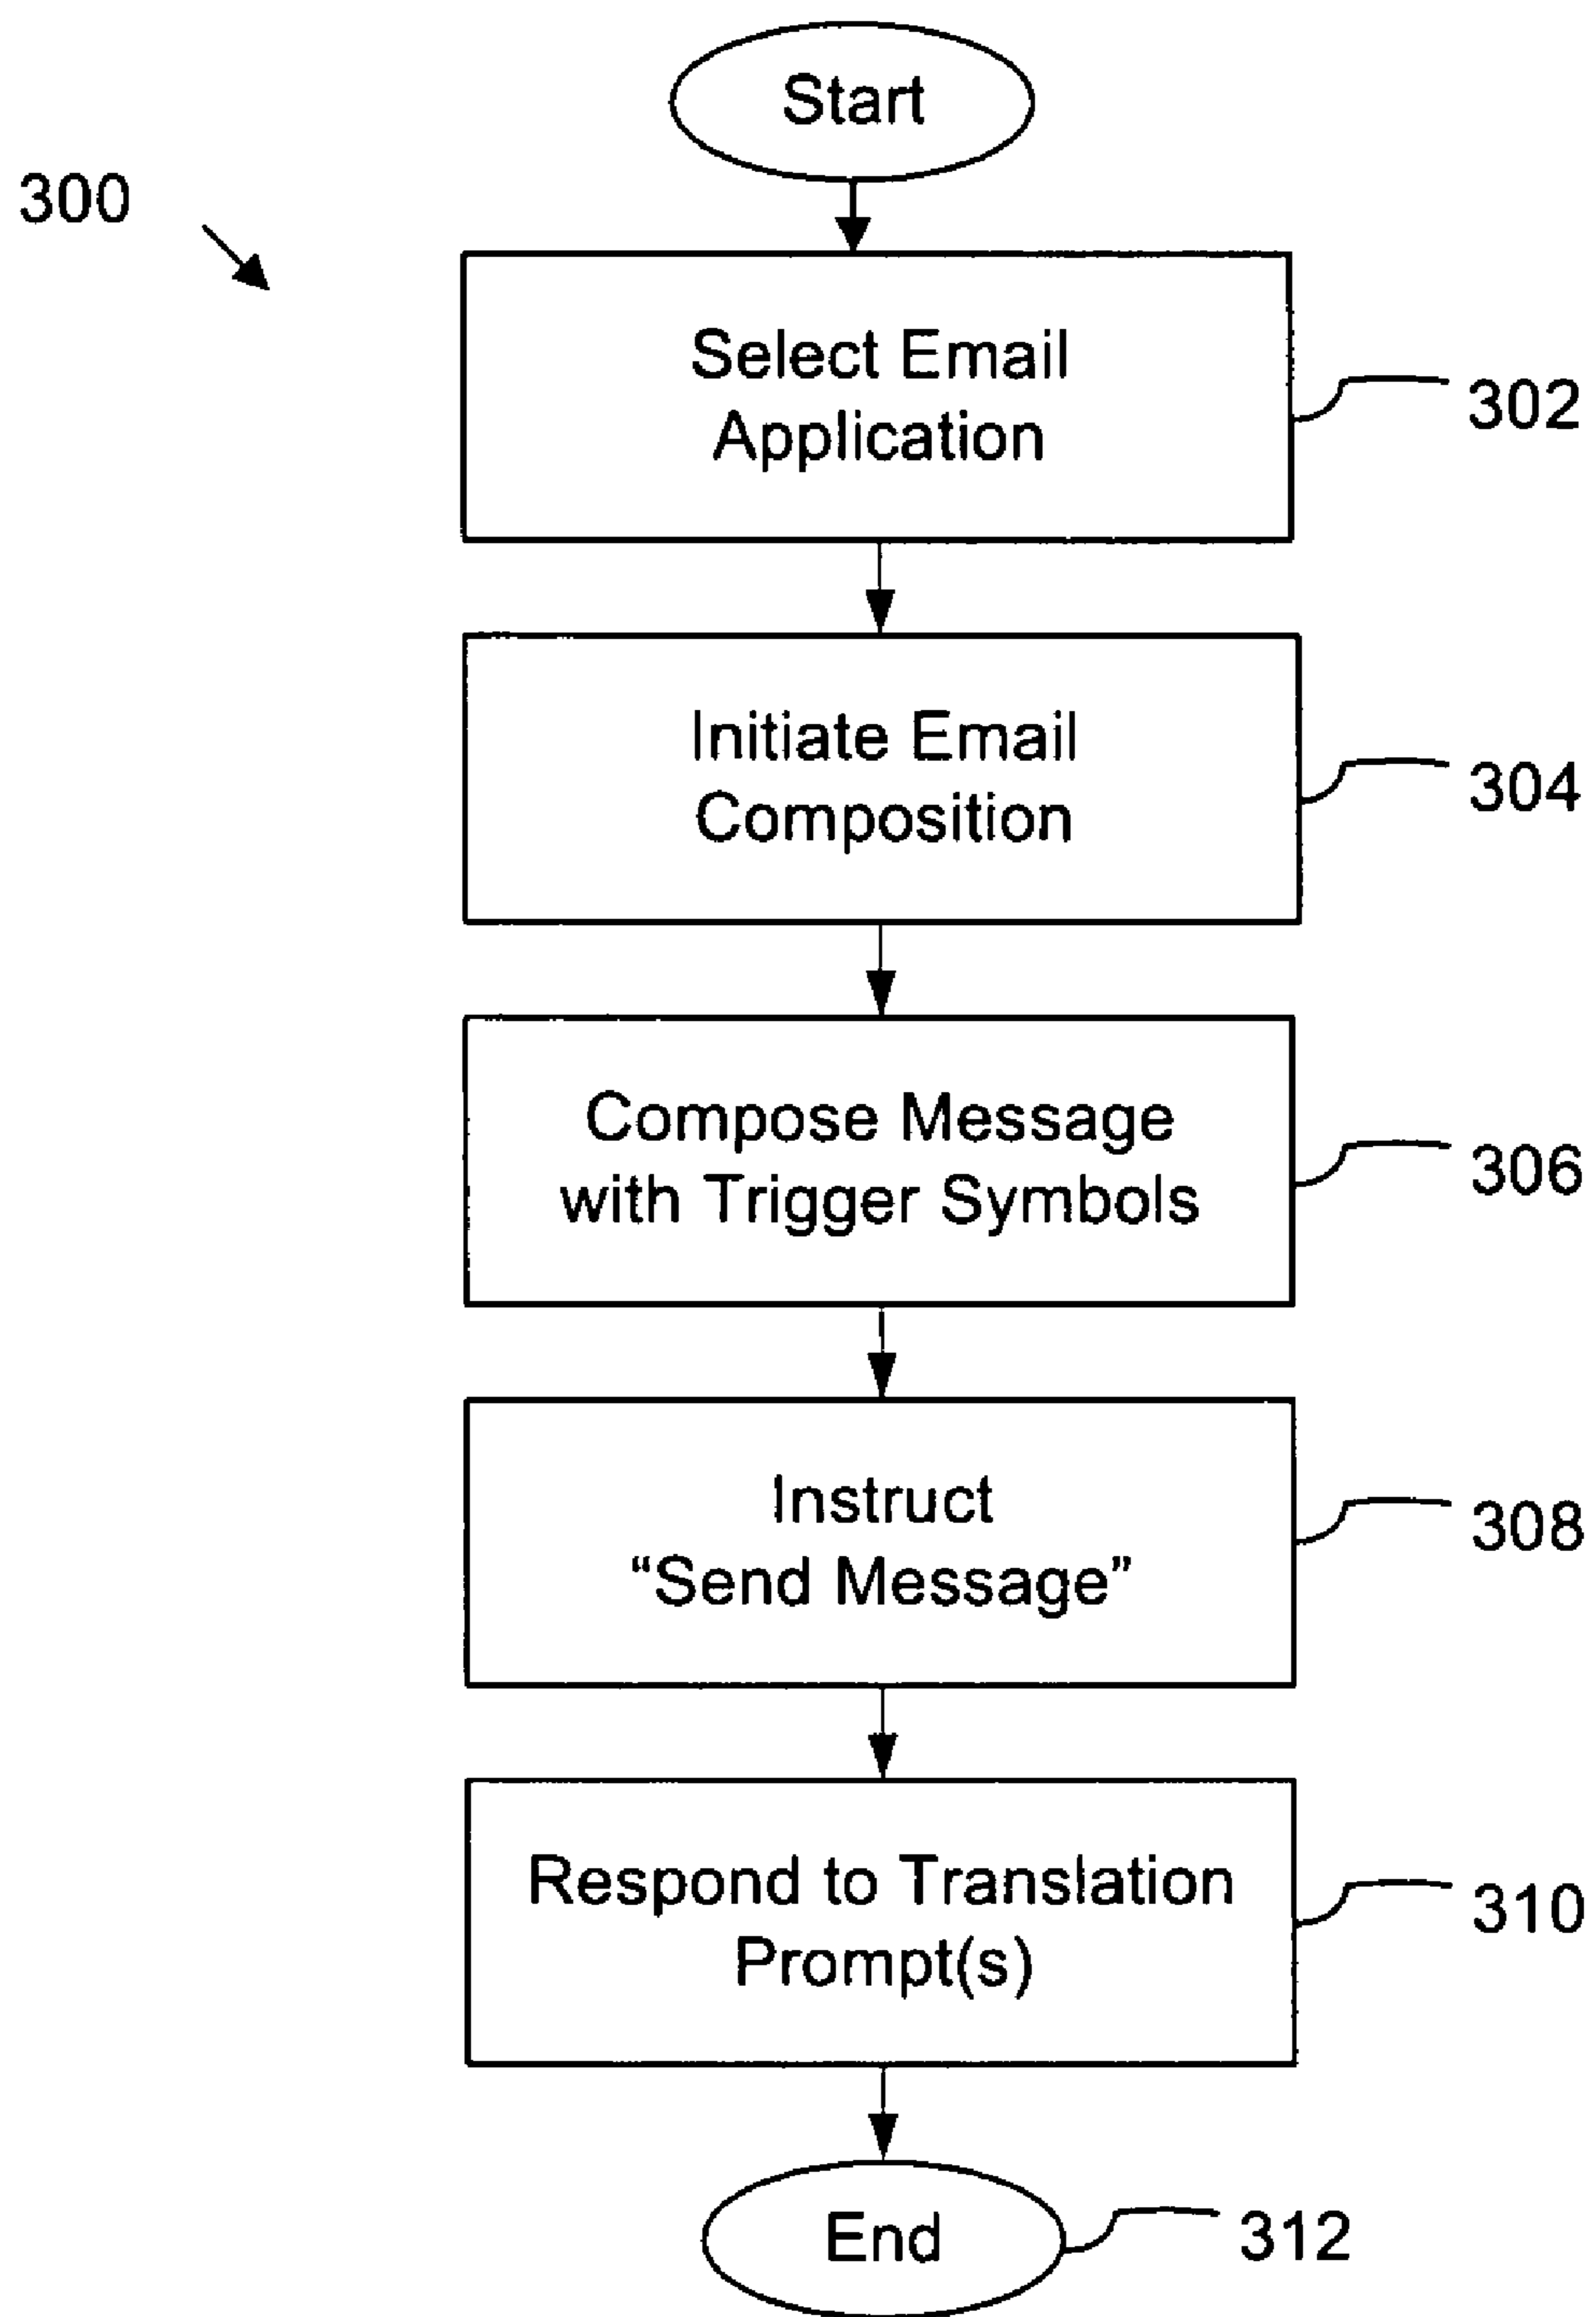 Start
300
Select Email
Application
302
Initiate Email
Composition
304
Compose Message
with Trigger Symbols
306
Instruct
“Send Message”
308
Respond to Translation
Prompt(s)
310
End
312